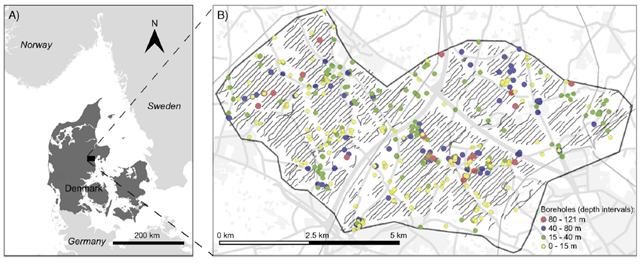 A)
N
Norway
Sweden
Denmark
Germany
200 km
B)
Boreholes (depth intervals):
80 - 121 m
40 - 80 m
15 - 40 m
0 - 15 m
0 km
2.5 km
5 km